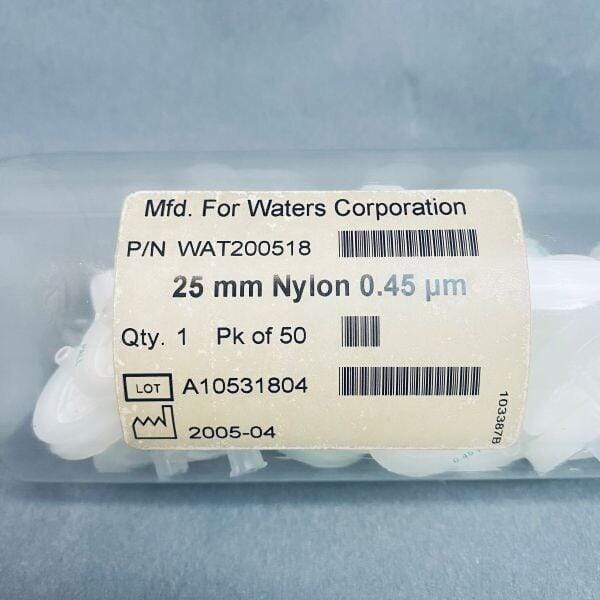 Mfd. For Waters Corporation
P/N WAT200518
25 mm Nylon 0.45 µm
Qty. 1 Pk of 50
LOT A10531804
2005-04
103387B